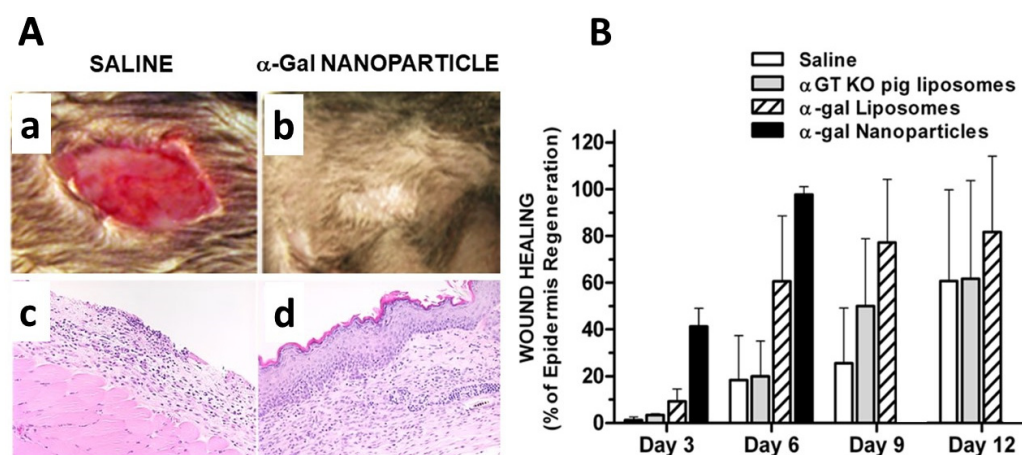 A
SALINE
α-Gal NANOPARTICLE
a
b
c
d
B
Saline
αGT KO pig liposomes
α-gal Liposomes
α-gal Nanoparticles
WOUND HEALING
(% of Epidermis Regeneration)
120
100
80
60
40
20
0
Day 3
Day 6
Day 9
Day 12